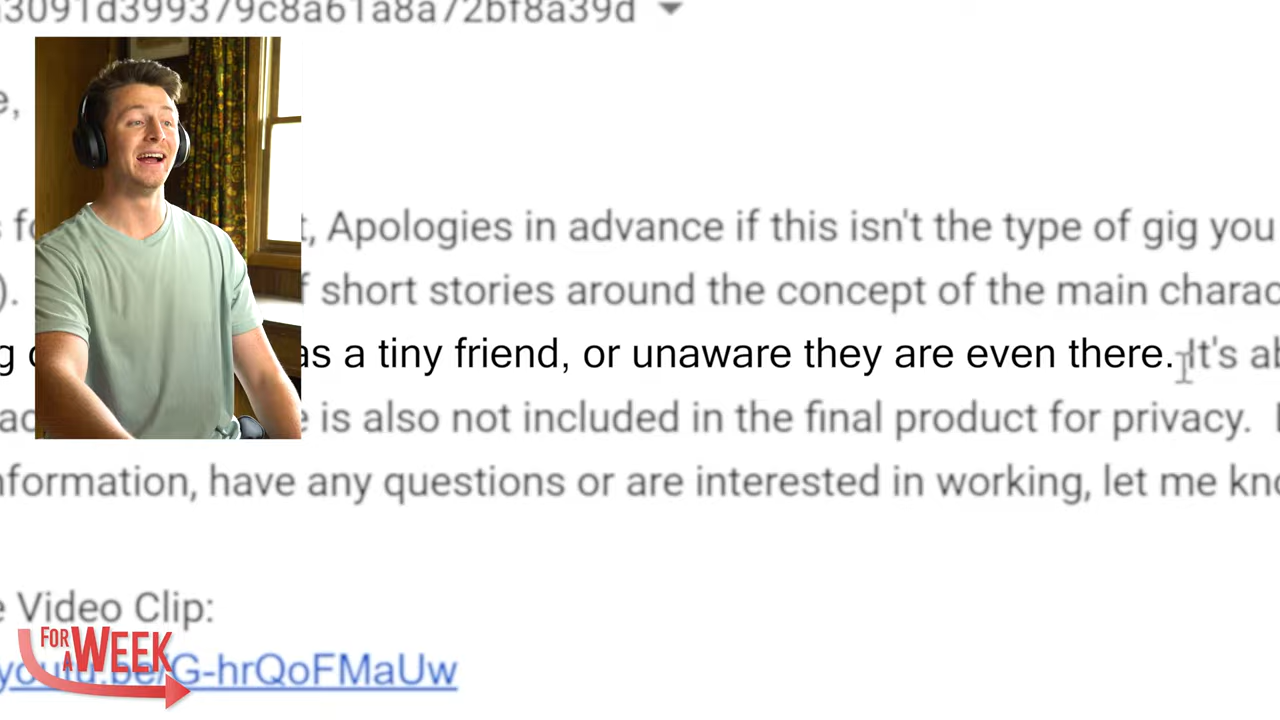 3091d399379c8a61a8a72bf8a39d
e,
t, Apologies in advance if this isn't the type of gig you
). short stories around the concept of the main charac
g as a tiny friend, or unaware they are even there. It's ab
ac e is also not included in the final product for privacy.
nformation, have any questions or are interested in working, let me kno
e Video Clip:
youtu.be/G-hrQoFMaUw
FOR A WEEK